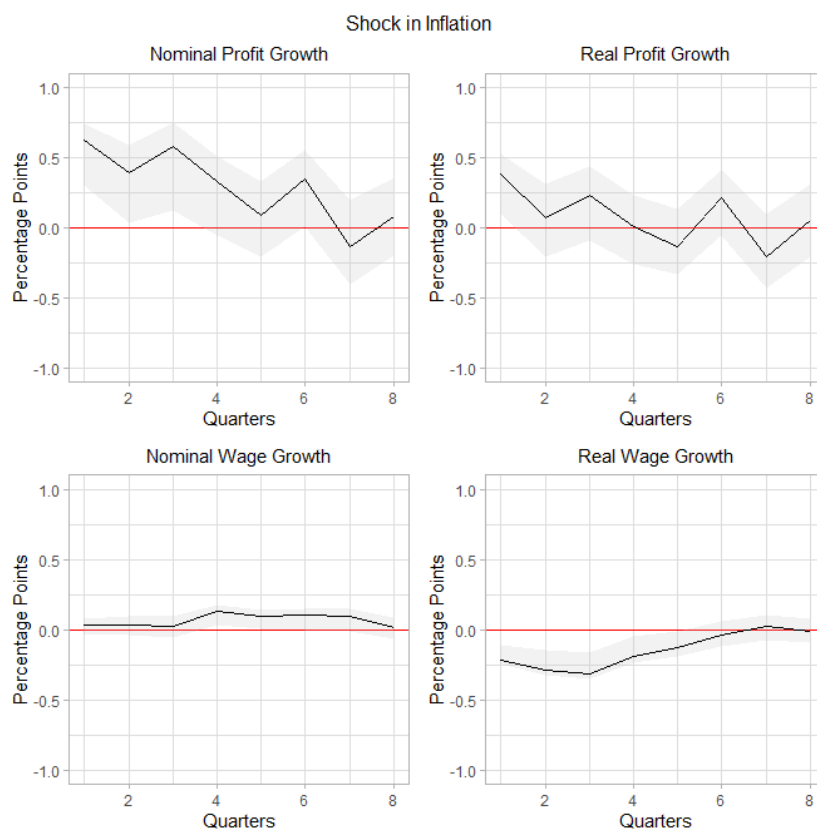 Shock in Inflation
Nominal Profit Growth
Percentage Points
1.0
0.5
0.0
-0.5
-1.0
2 4 6 8
Quarters
Real Profit Growth
Percentage Points
1.0
0.5
0.0
-0.5
-1.0
2 4 6 8
Quarters
Nominal Wage Growth
Percentage Points
1.0
0.5
0.0
-0.5
-1.0
2 4 6 8
Quarters
Real Wage Growth
Percentage Points
1.0
0.5
0.0
-0.5
-1.0
2 4 6 8
Quarters